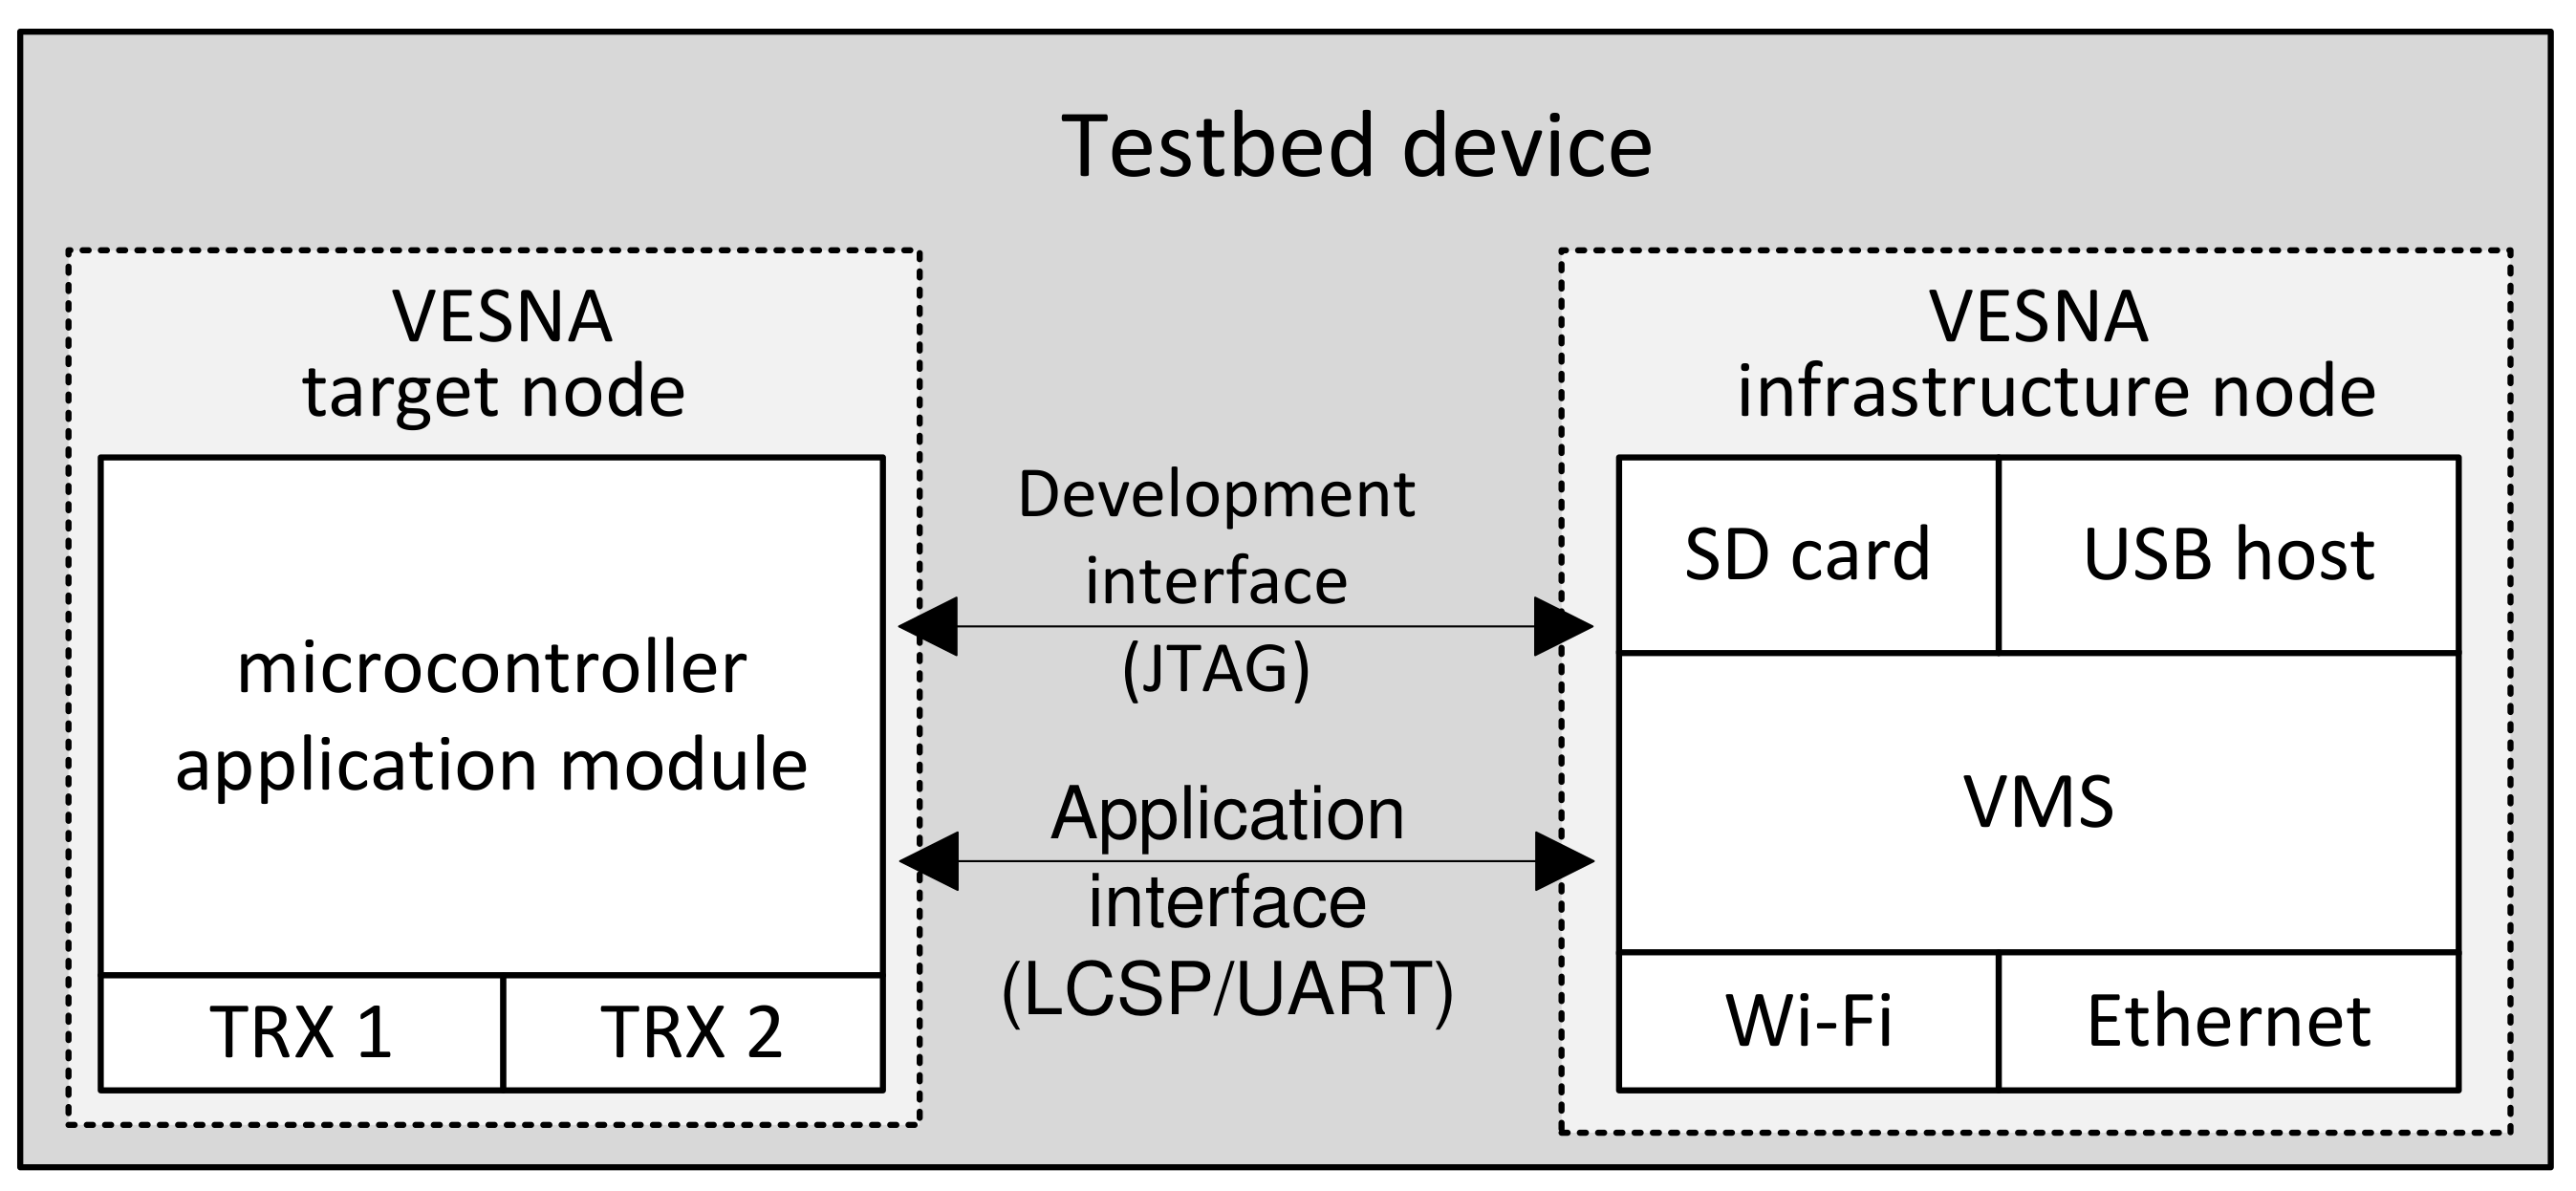 Testbed device
VESNA
target node
microcontroller
application module
TRX 1
TRX 2
Development
interface
(JTAG)
Application
interface
(LCSP/UART)
VESNA
infrastructure node
SD card
USB host
VMS
Wi-Fi
Ethernet